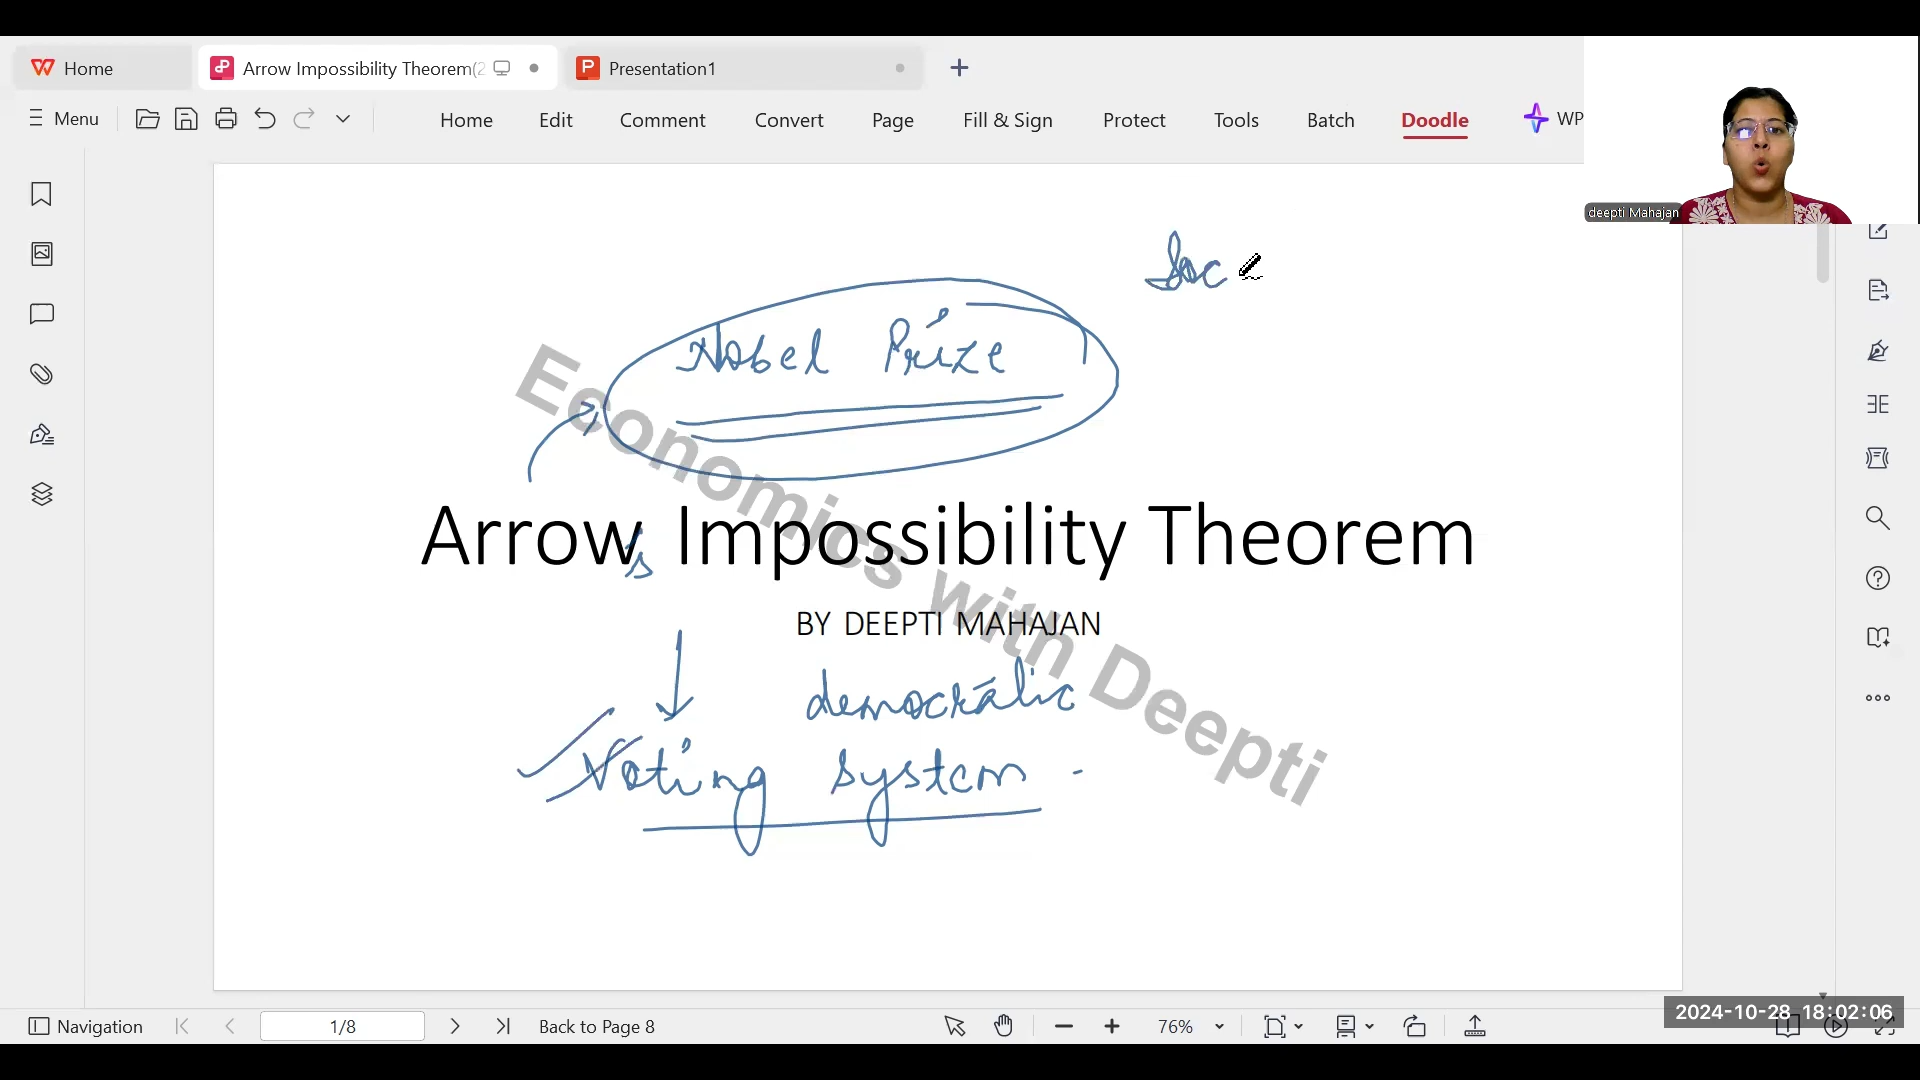 Home
Arrow Impossibility Theorem(2
Presentation1
Menu
Home Edit Comment Convert Page Fill & Sign Protect Tools Batch Doodle WP
deepti Mahajan
Soc
Nobel Prize
Economics with Deepti
Arrow's Impossibility Theorem
BY DEEPTI MAHAJAN
democratic
Voting system
2024-10-28 18:02:06
Navigation 1/8 Back to Page 8 76%